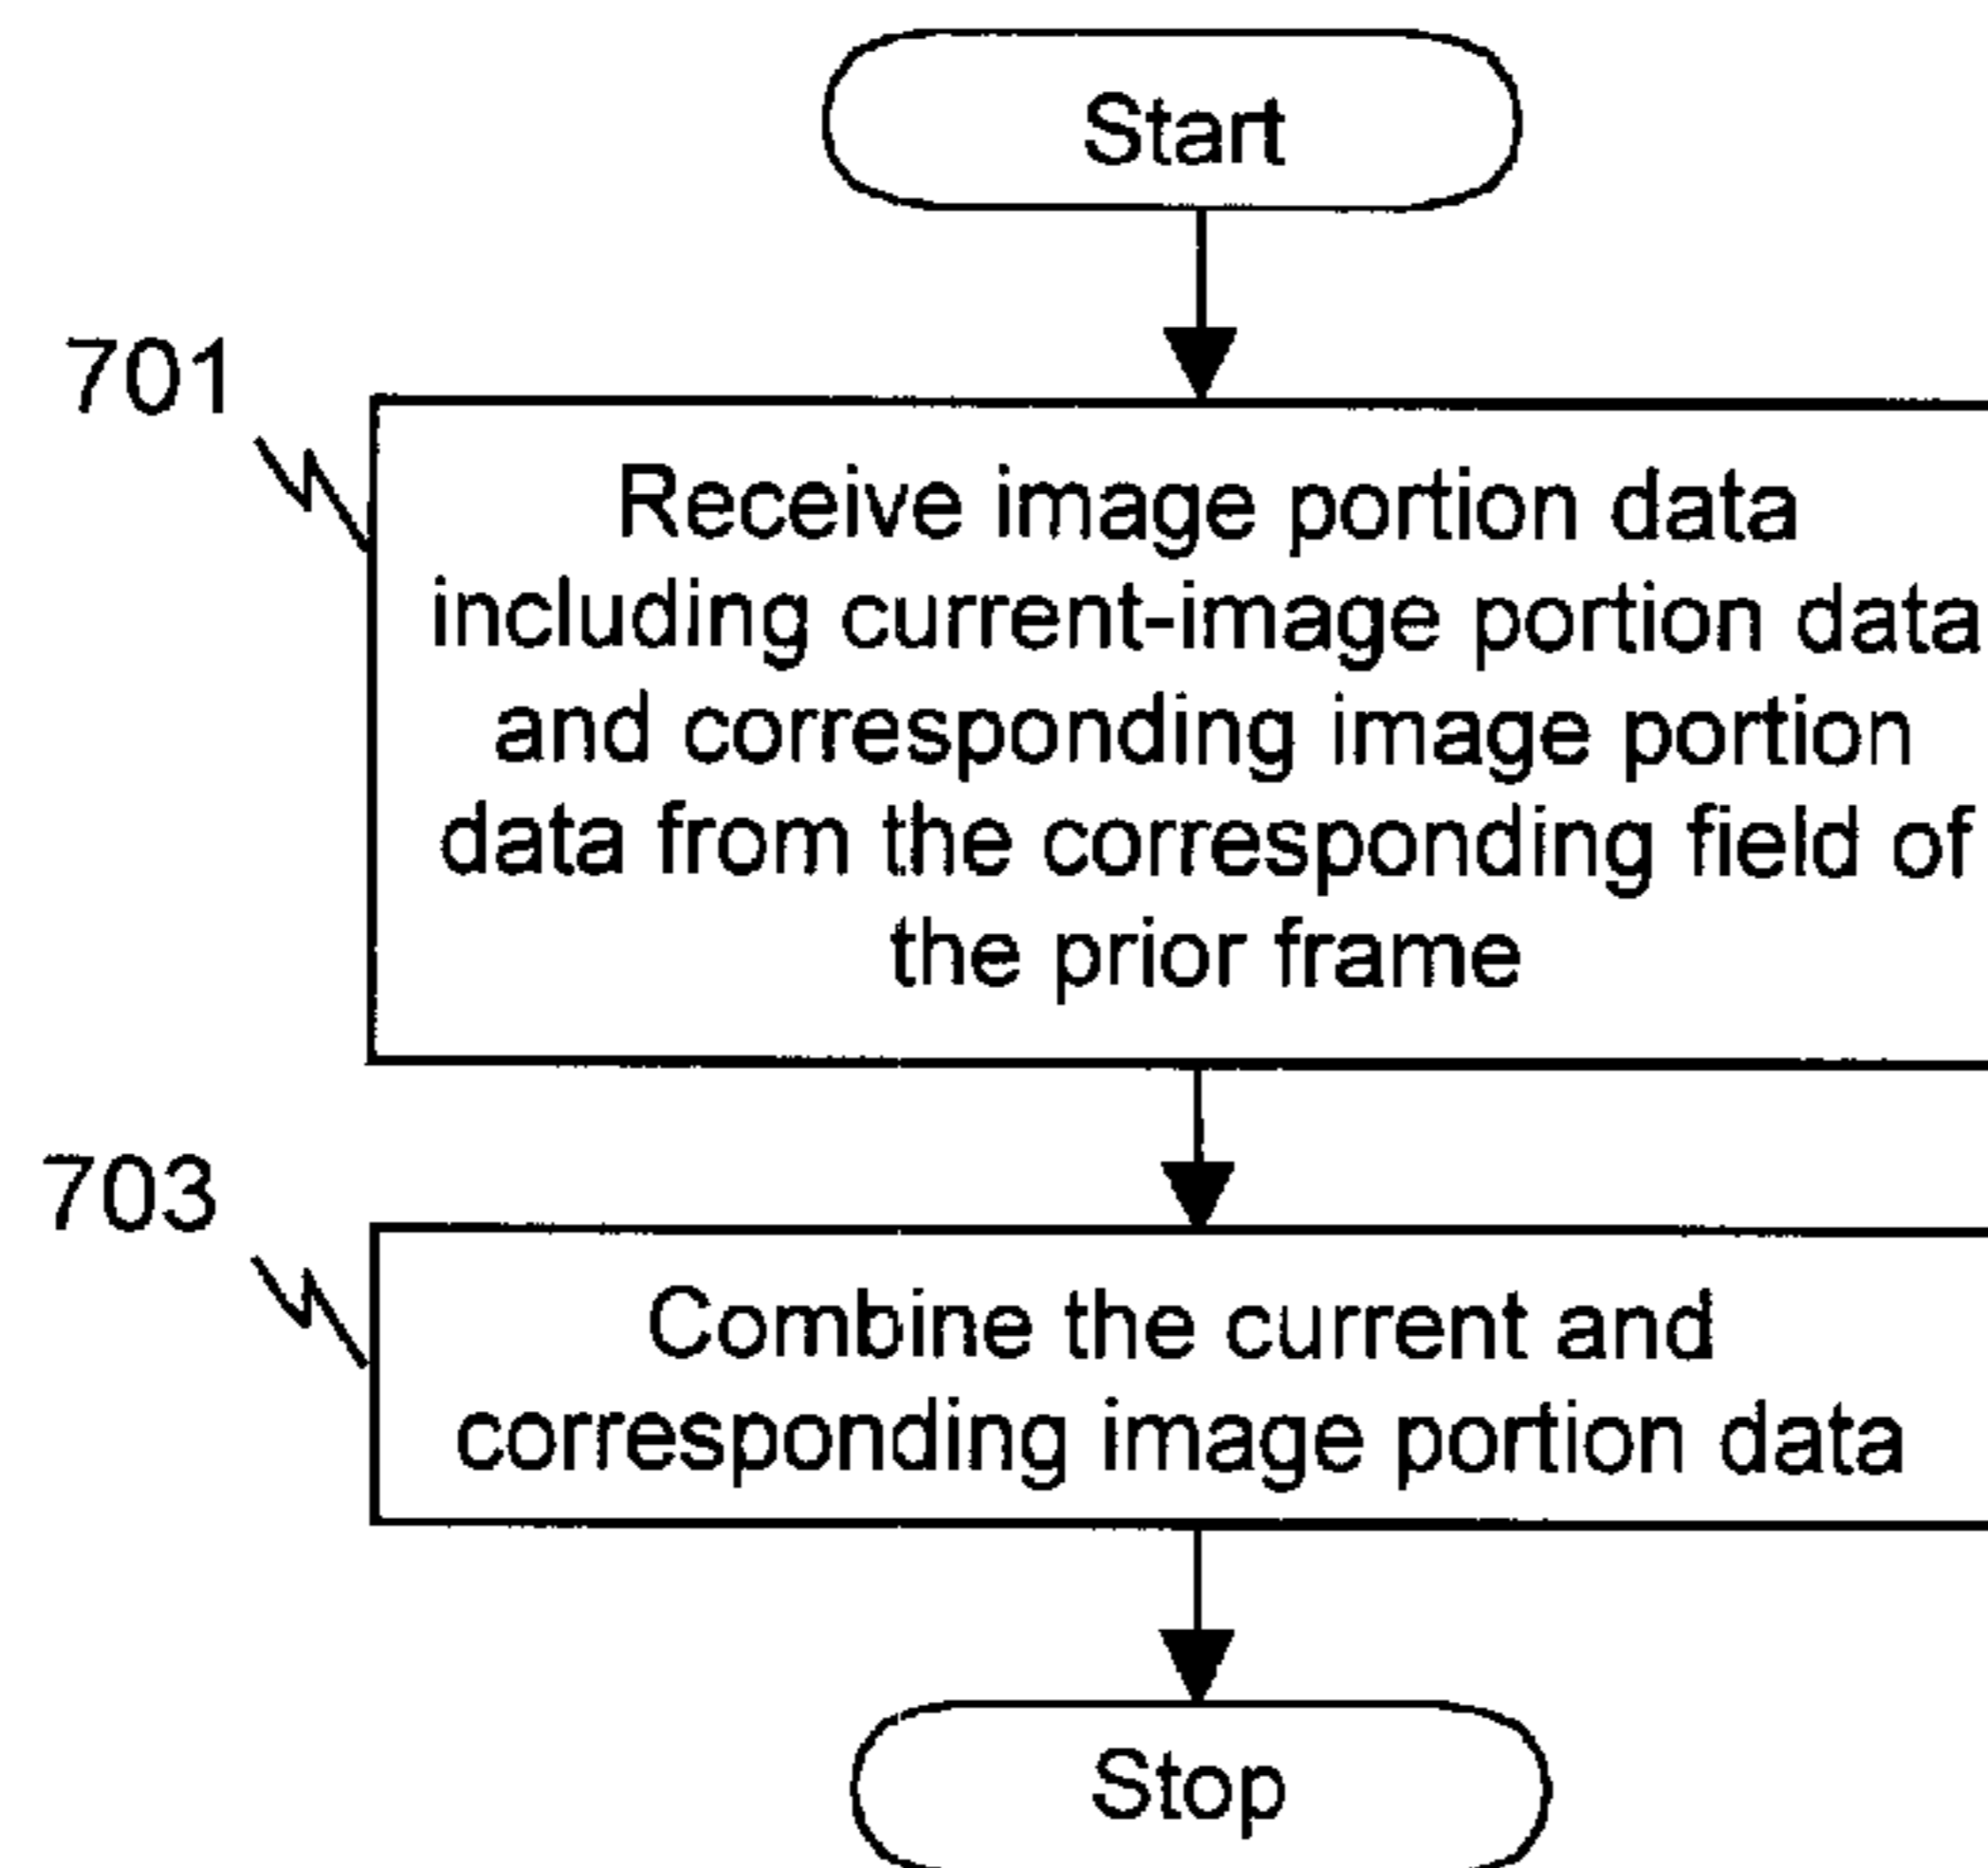 Start
701
Receive image portion data
including current-image portion data
and corresponding image portion
data from the corresponding field of
the prior frame
703
Combine the current and
corresponding image portion data
Stop